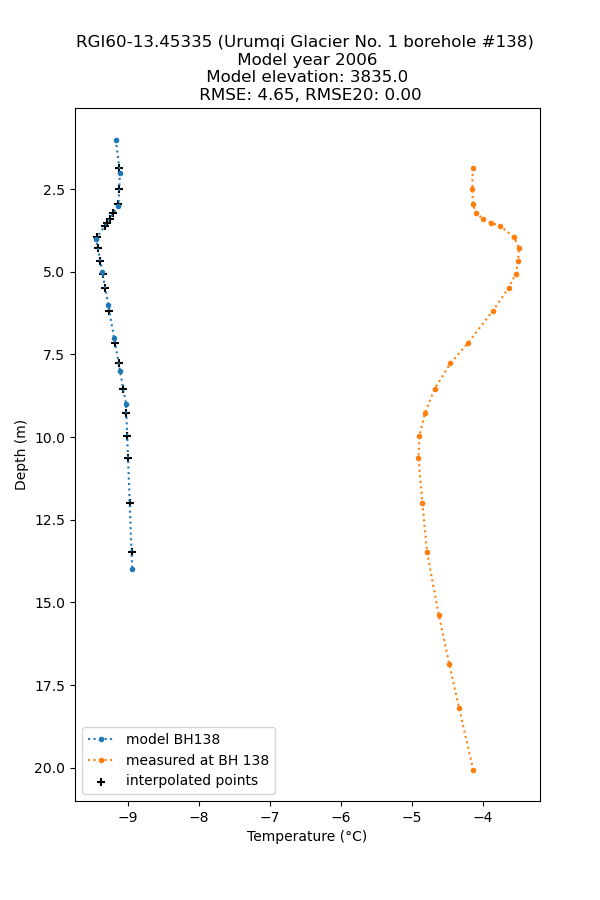 RGI60-13.45335 (Urumqi Glacier No. 1 borehole #138)
Model year 2006
Model elevation: 3835.0
RMSE: 4.65, RMSE20: 0.00
2.5
5.0
7.5
10.0
12.5
15.0
17.5
20.0
Depth (m)
model BH138
measured at BH 138
interpolated points
−9 −8 −7 −6 −5 −4
Temperature (°C)